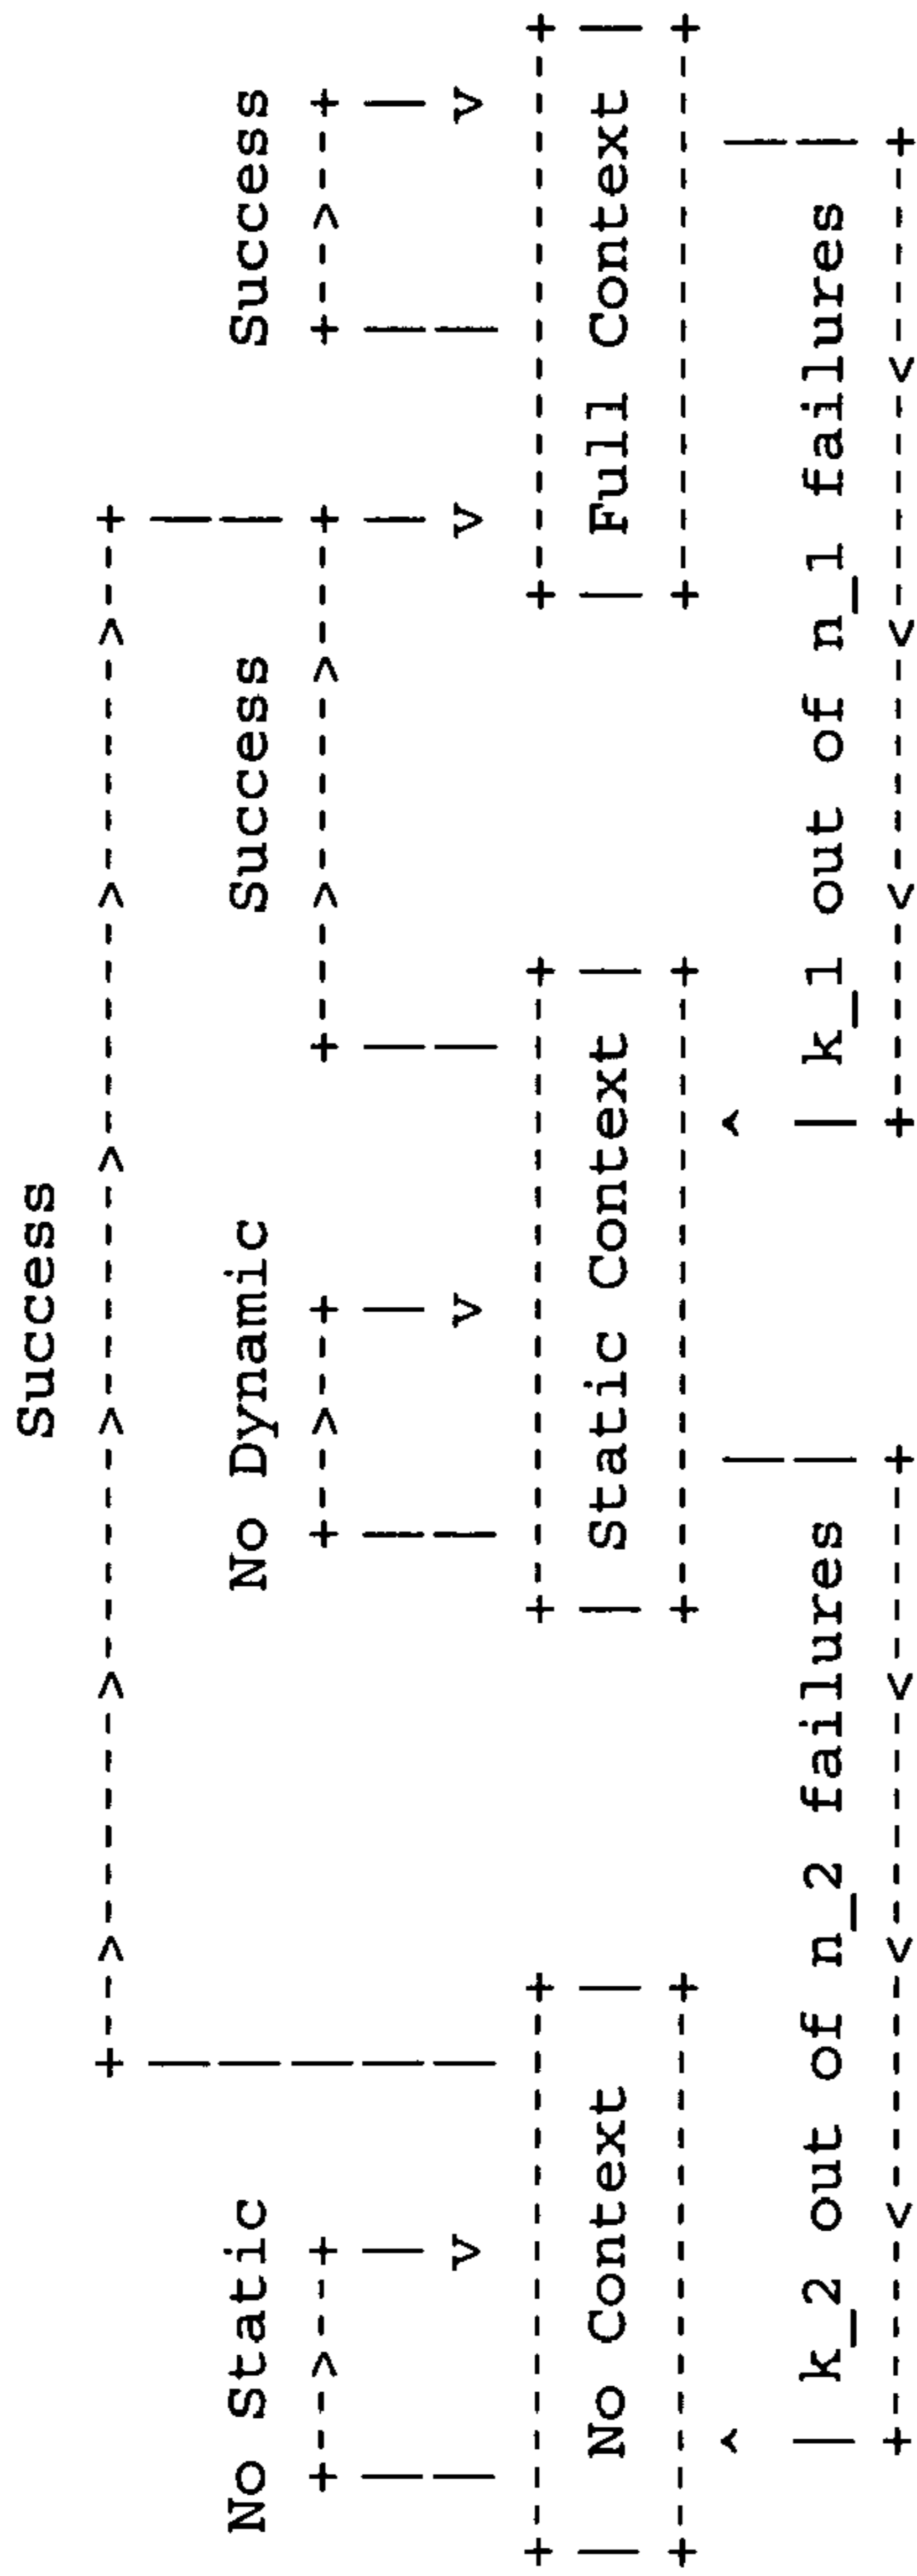 Success
+-->------>------>------>------>------>------>--+
No Static | No Dynamic Success | Success
+-->--+ | +-->--+ +--->----->---+ +-->--+
| | | | | | | | |
| v | | v | v | v
+--------------+ +----------------+ +--------------+
| No Context | | Static Context | | Full Context |
+--------------+ +----------------+ +--------------+
^ | ^ |
| k_2 out of n_2 failures | | k_1 out of n_1 failures |
+-----<------<------<-----+ +-----<------<------<-----+